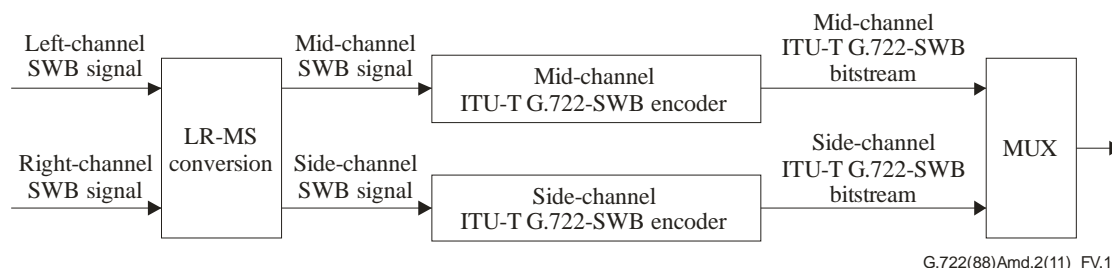 Left-channel
SWB signal
Mid-channel
SWB signal
Mid-channel
ITU-T G.722-SWB
bitstream
Mid-channel
ITU-T G.722-SWB encoder
LR-MS
conversion
MUX
Right-channel
SWB signal
Side-channel
SWB signal
Side-channel
ITU-T G.722-SWB
bitstream
Side-channel
ITU-T G.722-SWB encoder
G.722(88)Amd.2(11)_FV.1